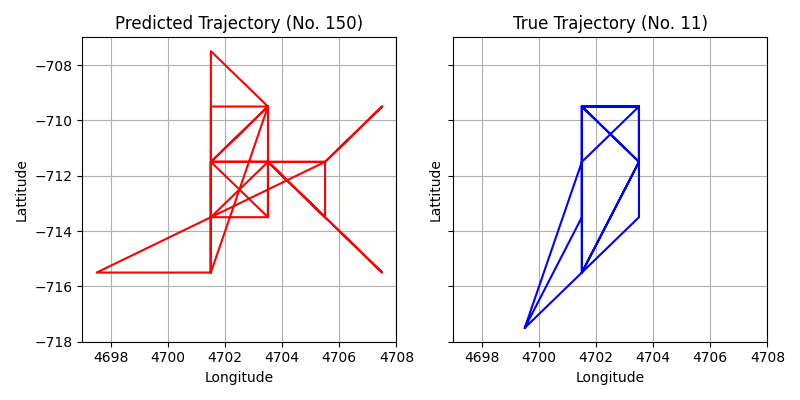 Predicted Trajectory (No. 150)
True Trajectory (No. 11)
Lattitude
−708
−710
−712
−714
−716
−718
4698 4700 4702 4704 4706 4708
Longitude
Lattitude
4698 4700 4702 4704 4706 4708
Longitude